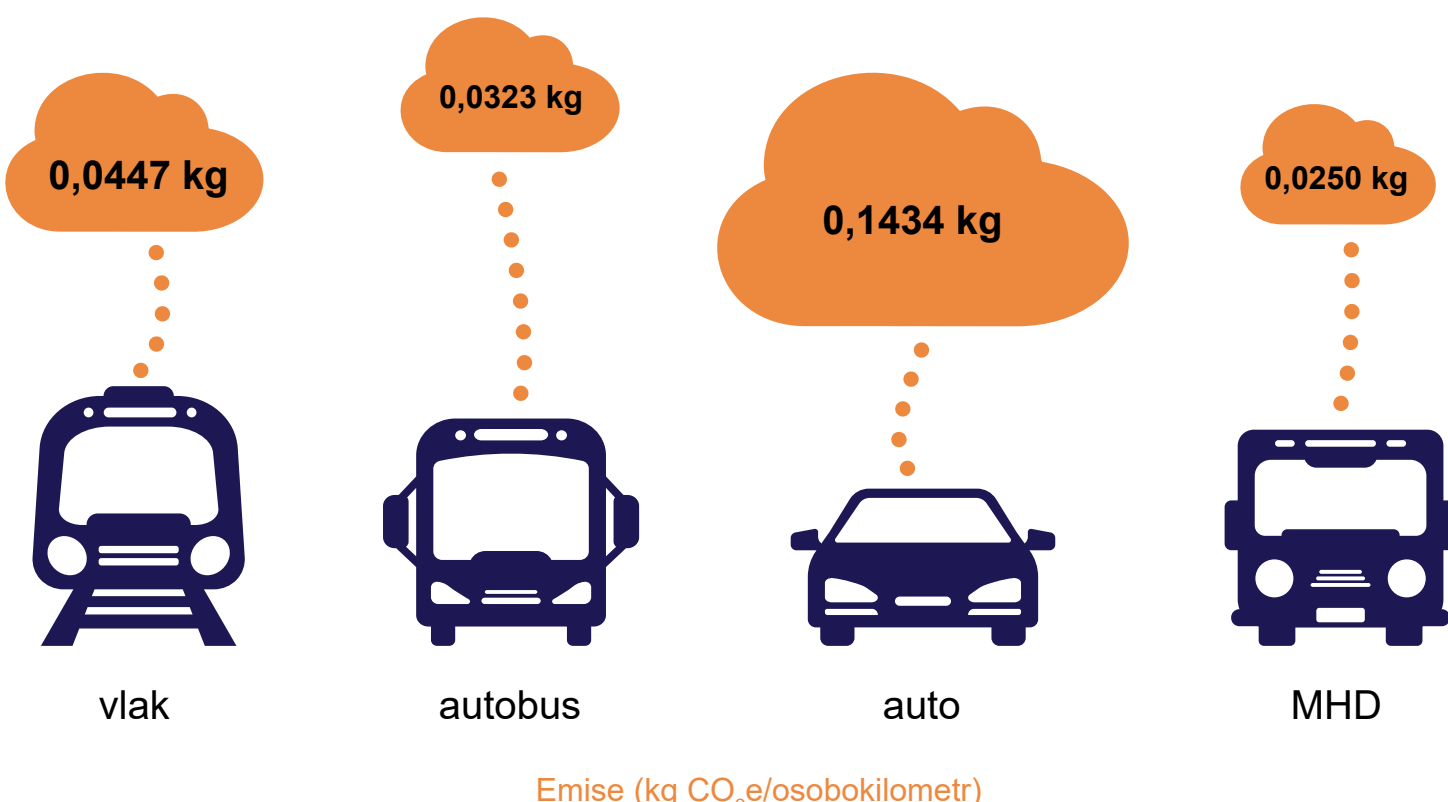 0,0447 kg
0,0323 kg
0,1434 kg
0,0250 kg
vlak
autobus
auto
MHD
Emise (kg CO₂e/osobokilometr)